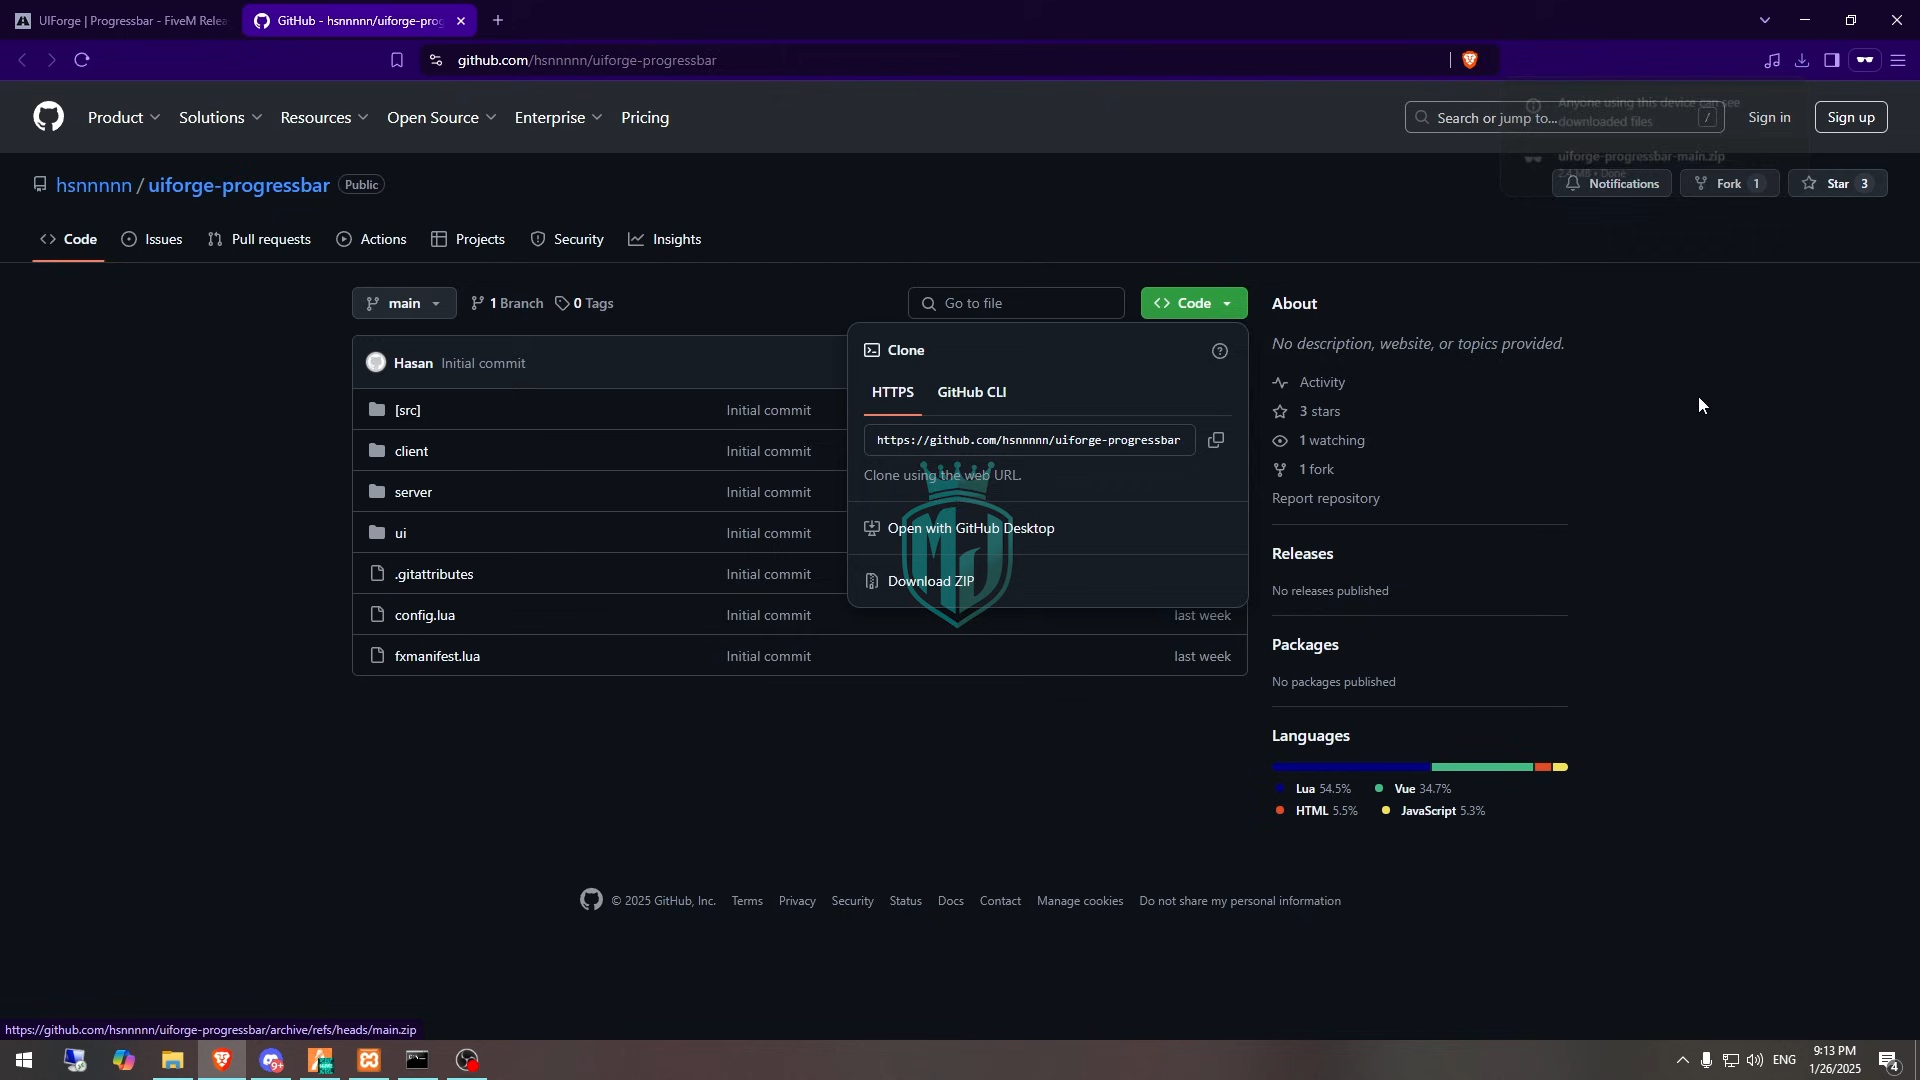 UIForge | Progressbar - FiveM Relea
GitHub - hsnnnnn/uiforge-prog
github.com/hsnnnnn/uiforge-progressbar
Product
Solutions
Resources
Open Source
Enterprise
Pricing
Search or jump to...
/
Sign in
Sign up
Anyone using this device can see
downloaded files
uiforge-progressbar-main.zip
2.4 MB • Done
hsnnnnn / uiforge-progressbar
Public
Notifications
Fork 1
Star 3
Code
Issues
Pull requests
Actions
Projects
Security
Insights
main
1 Branch
0 Tags
Go to file
Code
Hasan Initial commit
[src] Initial commit
client Initial commit
server Initial commit
ui Initial commit
.gitattributes Initial commit
config.lua Initial commit last week
fxmanifest.lua Initial commit last week
Clone
HTTPS
GitHub CLI
https://github.com/hsnnnnn/uiforge-progressbar
Clone using the web URL.
Open with GitHub Desktop
Download ZIP
MJ
About
No description, website, or topics provided.
Activity
3 stars
1 watching
1 fork
Report repository
Releases
No releases published
Packages
No packages published
Languages
Lua 54.5%
Vue 34.7%
HTML 5.5%
JavaScript 5.3%
© 2025 GitHub, Inc.
Terms
Privacy
Security
Status
Docs
Contact
Manage cookies
Do not share my personal information
https://github.com/hsnnnnn/uiforge-progressbar/archive/refs/heads/main.zip
9+
ENG
9:13 PM
1/26/2025
4